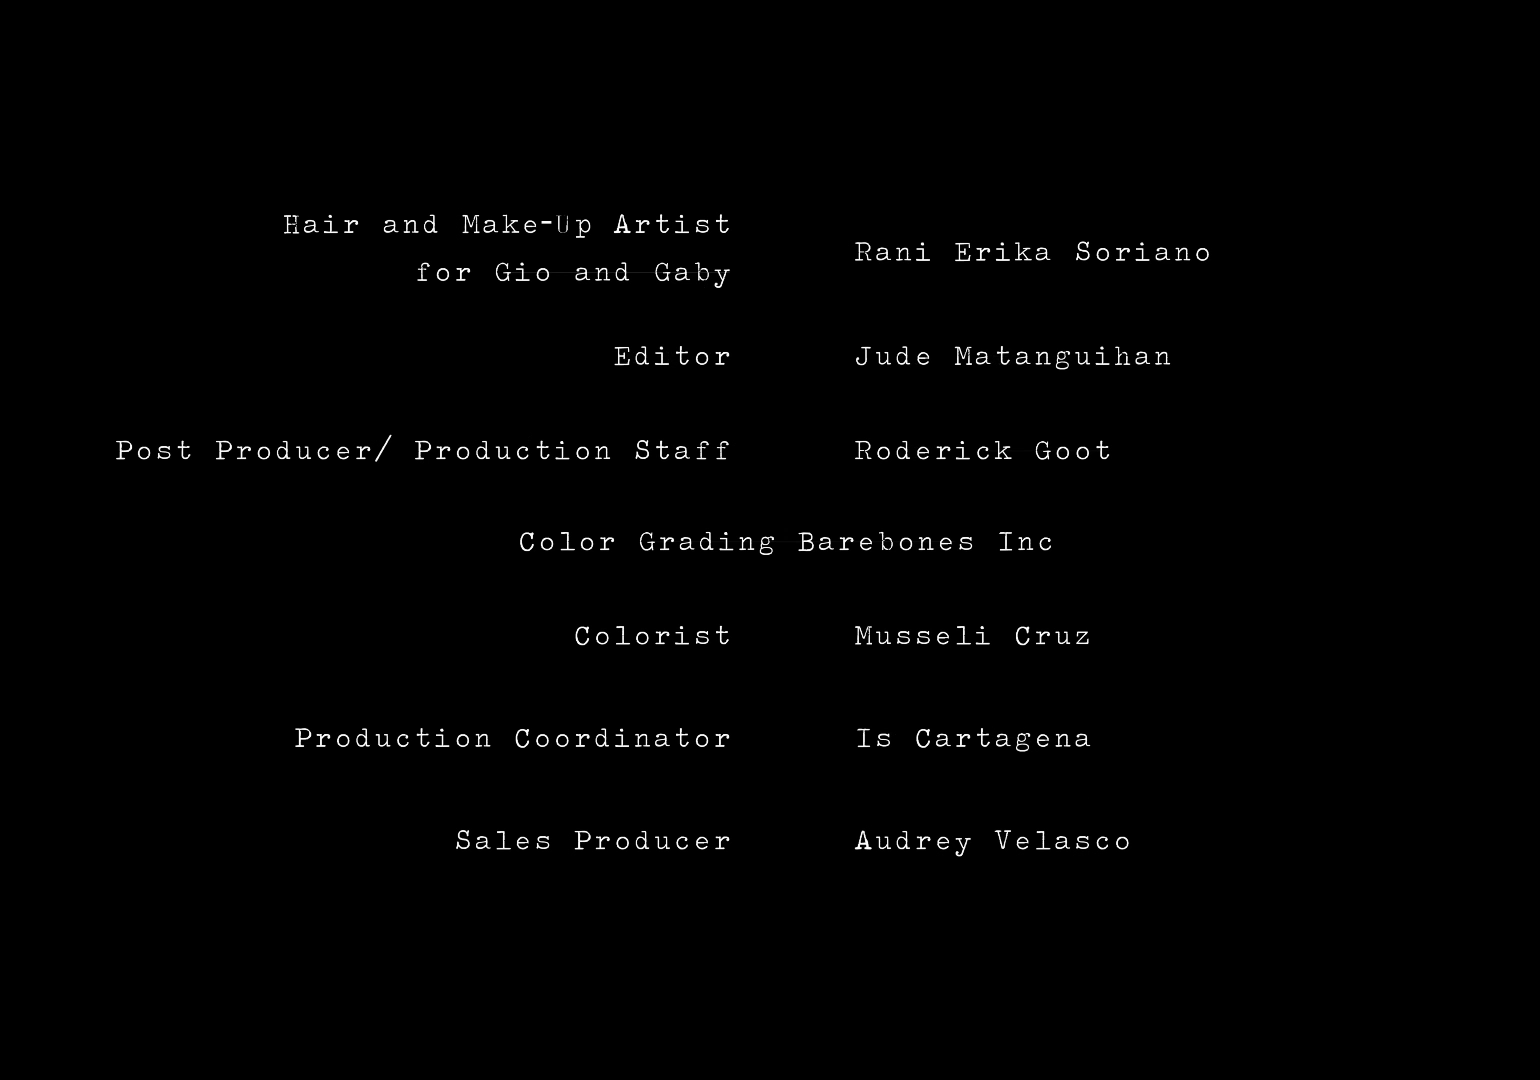 Hair and Make-Up Artist
for Gio and Gaby
Rani Erika Soriano
Editor Jude Matanguihan
Post Producer/ Production Staff Roderick Goot
Color Grading Barebones Inc
Colorist Musseli Cruz
Production Coordinator Is Cartagena
Sales Producer Audrey Velasco